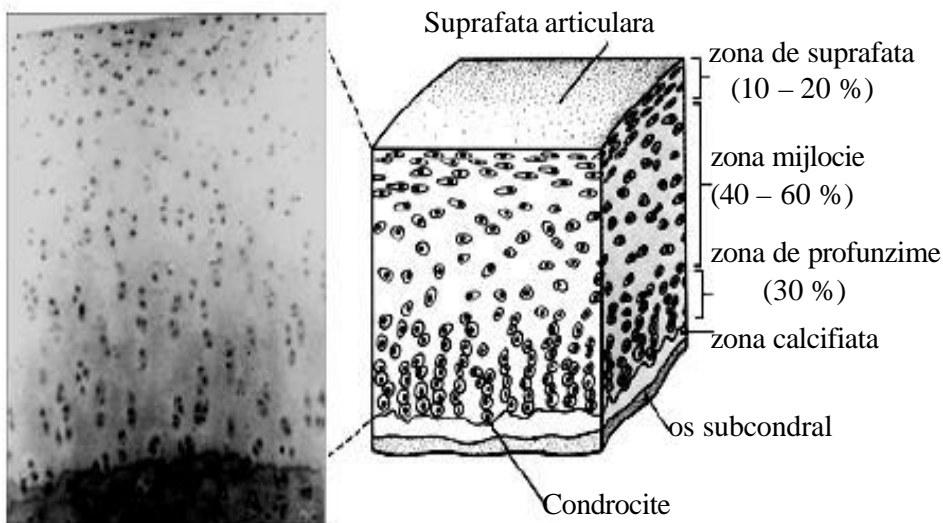 Suprafata articulara
zona de suprafata
(10 – 20 %)
zona mijlocie
(40 – 60 %)
zona de profunzime
(30 %)
zona calcifiata
os subcondral
Condrocite